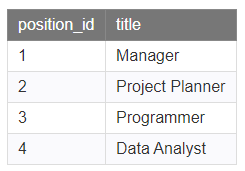 position_id title
1 Manager
2 Project Planner
3 Programmer
4 Data Analyst